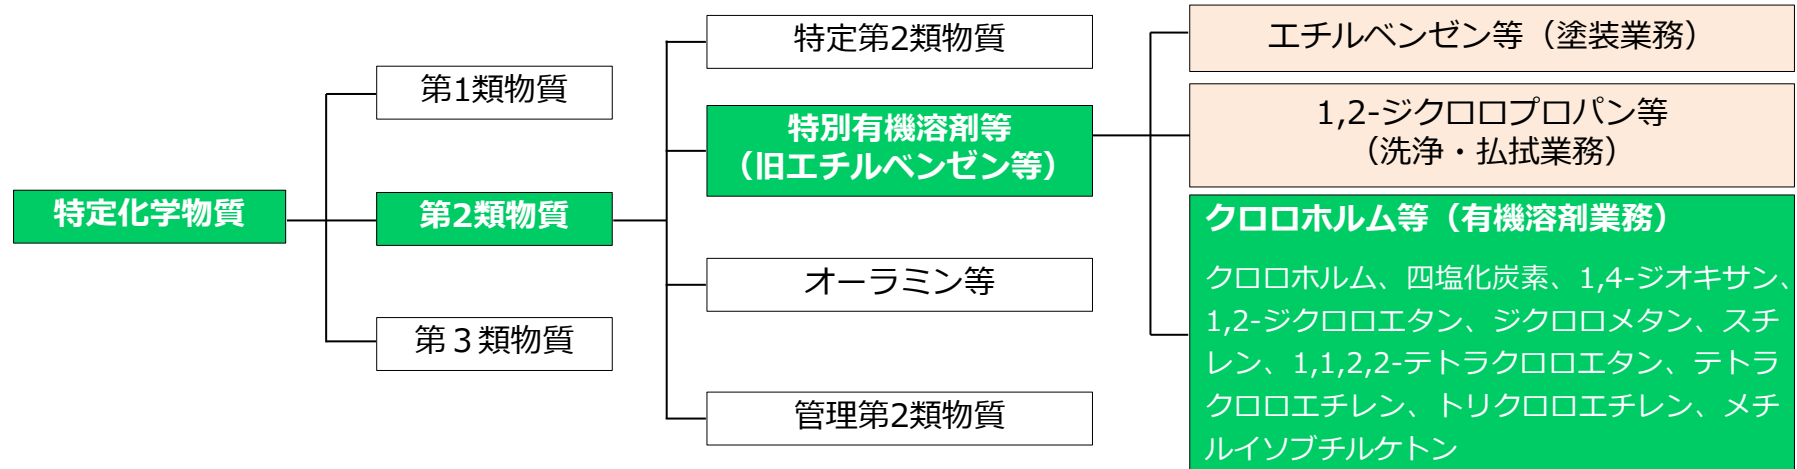 特定化学物質
第1類物質
第2類物質
第３類物質
特定第2類物質
特別有機溶剤等
（旧エチルベンゼン等）
オーラミン等
管理第2類物質
エチルベンゼン等（塗装業務）
1,2-ジクロロプロパン等
（洗浄・払拭業務）
クロロホルム等（有機溶剤業務）
クロロホルム、四塩化炭素、1,4-ジオキサン、
1,2-ジクロロエタン、ジクロロメタン、スチ
レン、1,1,2,2-テトラクロロエタン、テトラ
クロロエチレン、トリクロロエチレン、メチ
ルイソブチルケトン